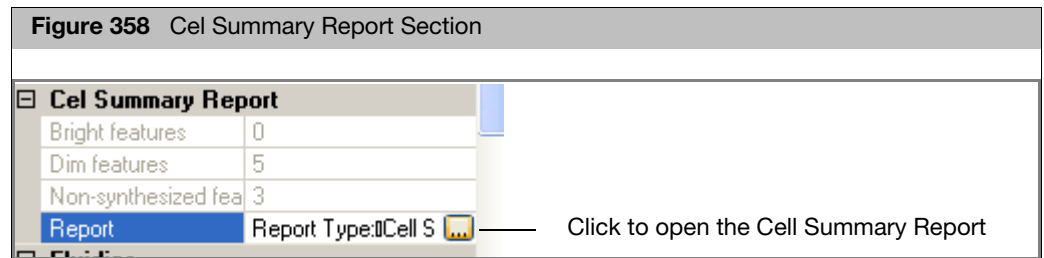 Figure 358 Cel Summary Report Section
Cel Summary Report
Bright features 0
Dim features 5
Non-synthesized fea 3
Report Report Type:▯Cell S ... Click to open the Cell Summary Report